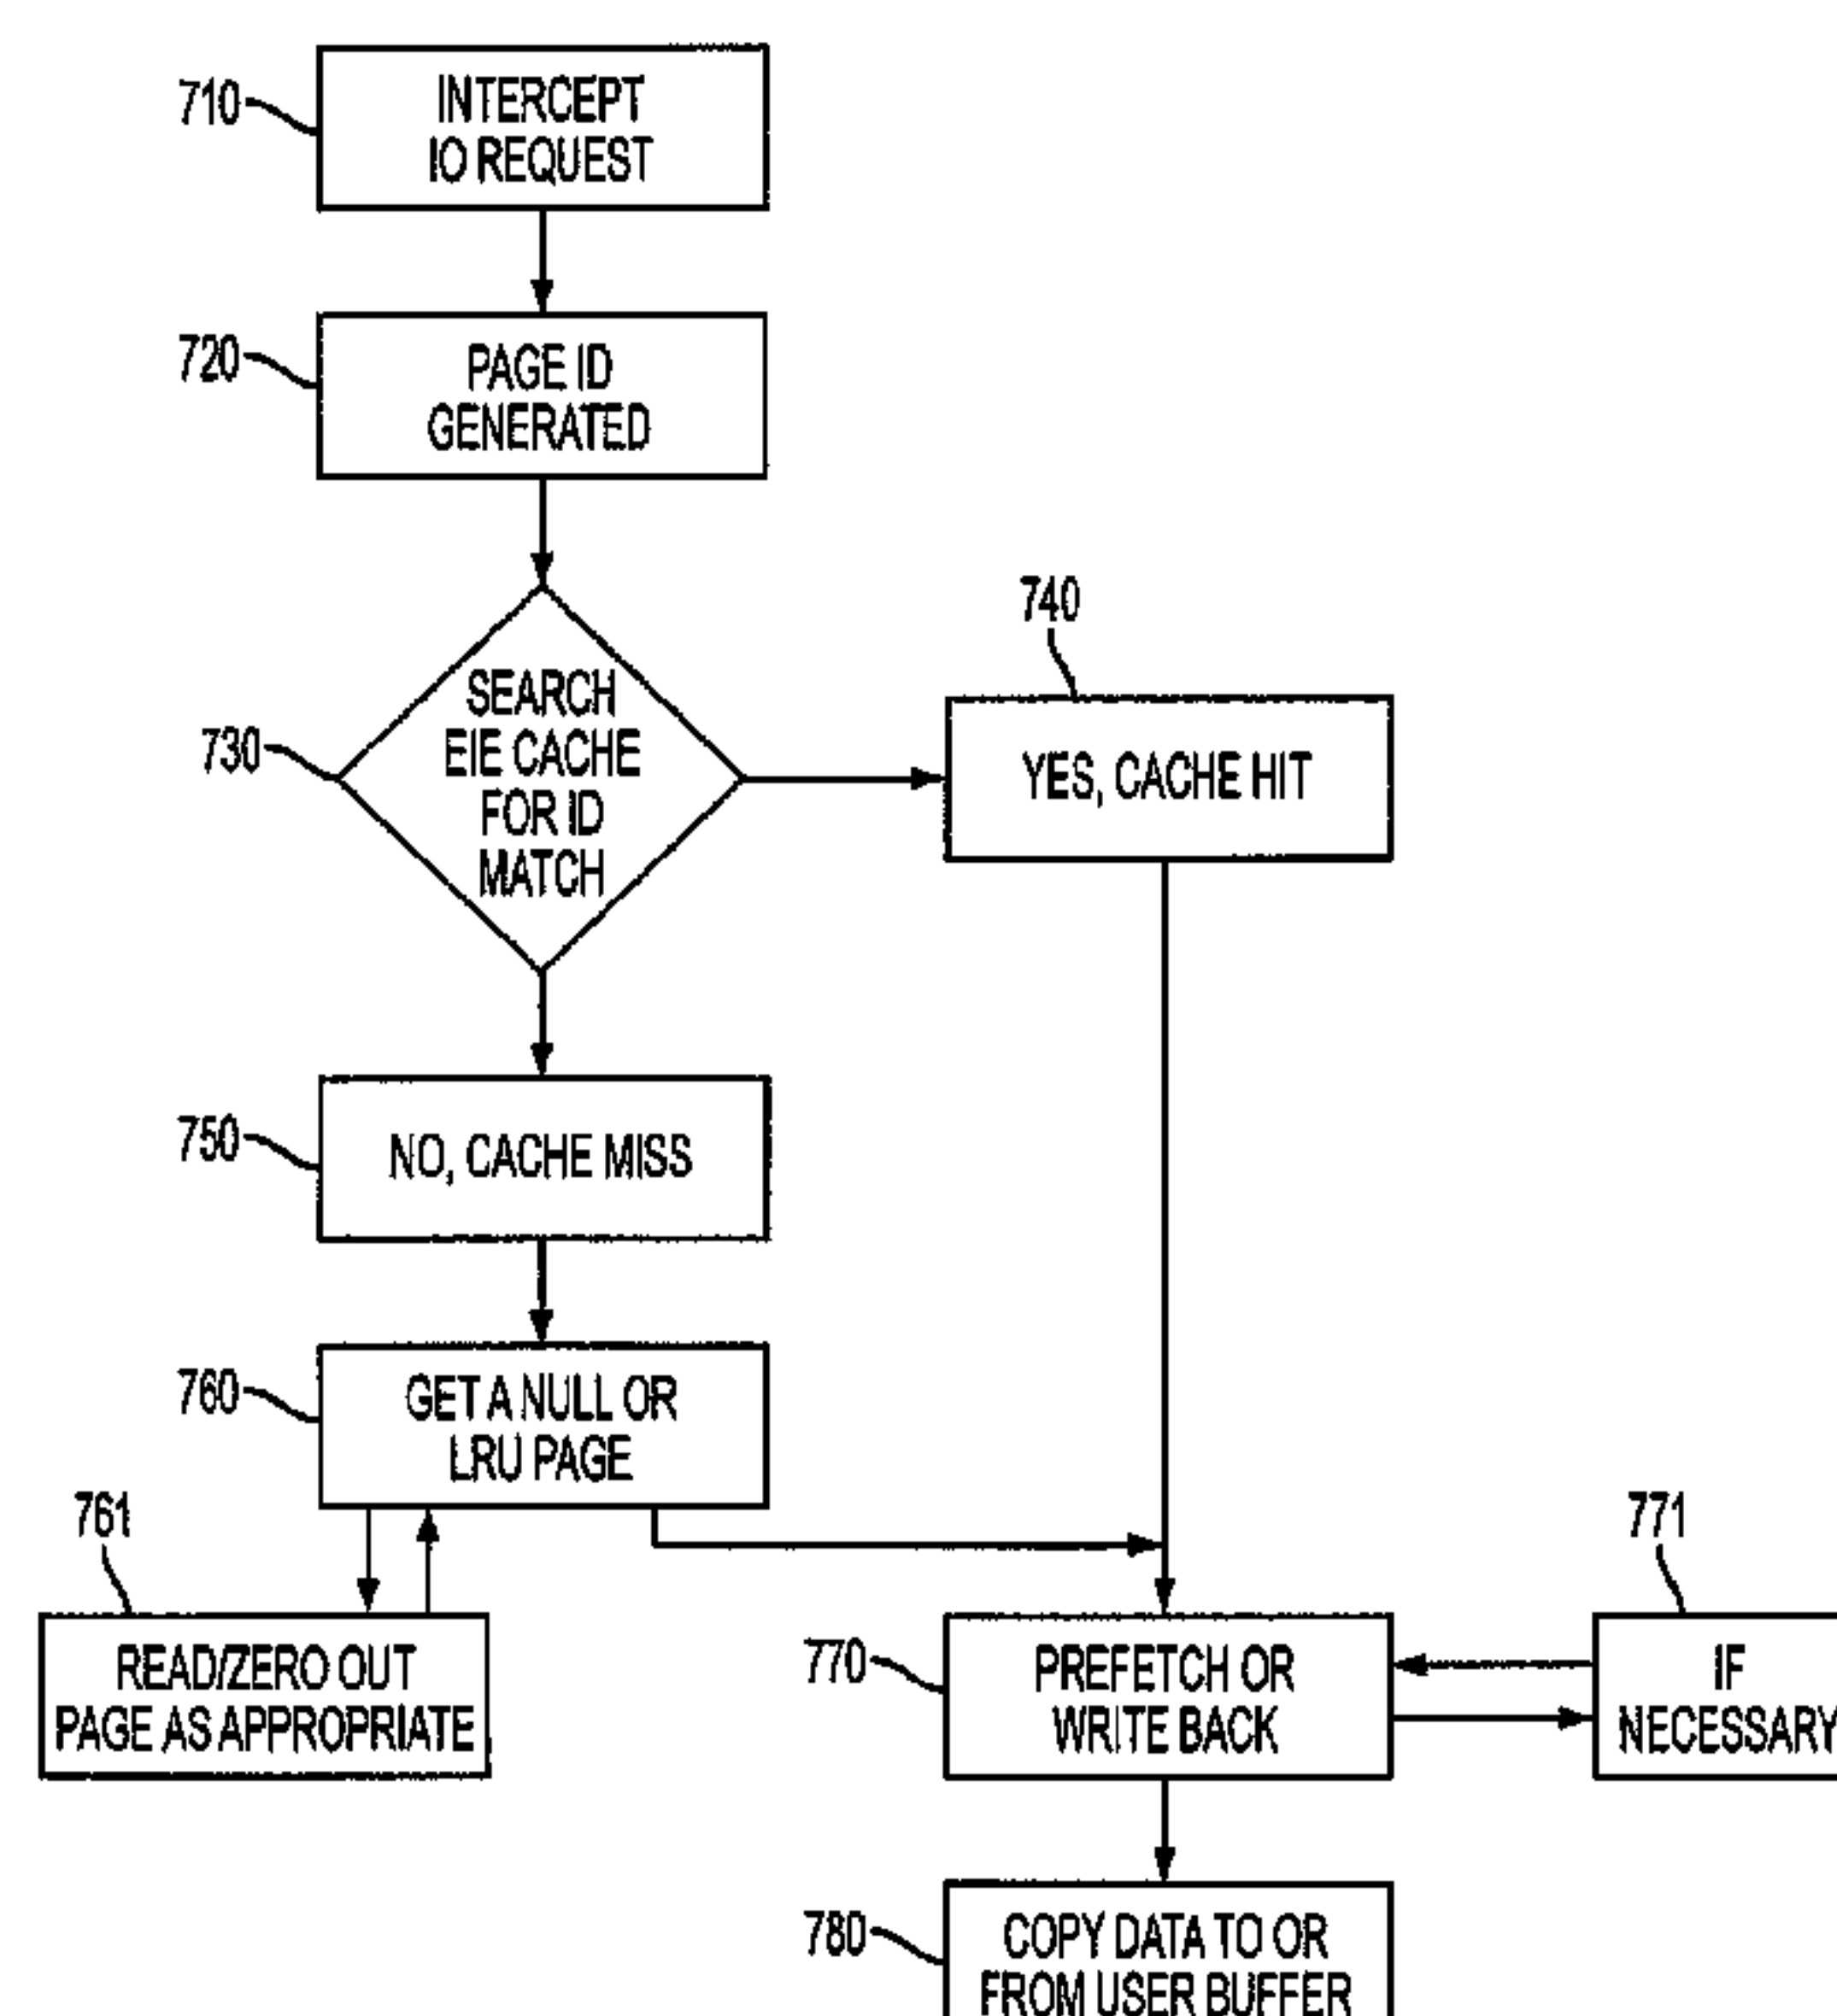 710
INTERCEPT
IO REQUEST
720
PAGE ID
GENERATED
730
SEARCH
EIE CACHE
FOR ID
MATCH
740
YES, CACHE HIT
750
NO, CACHE MISS
760
GET A NULL OR
LRU PAGE
761
READ/ZERO OUT
PAGE AS APPROPRIATE
770
PREFETCH OR
WRITE BACK
771
IF
NECESSARY
780
COPY DATA TO OR
FROM USER BUFFER